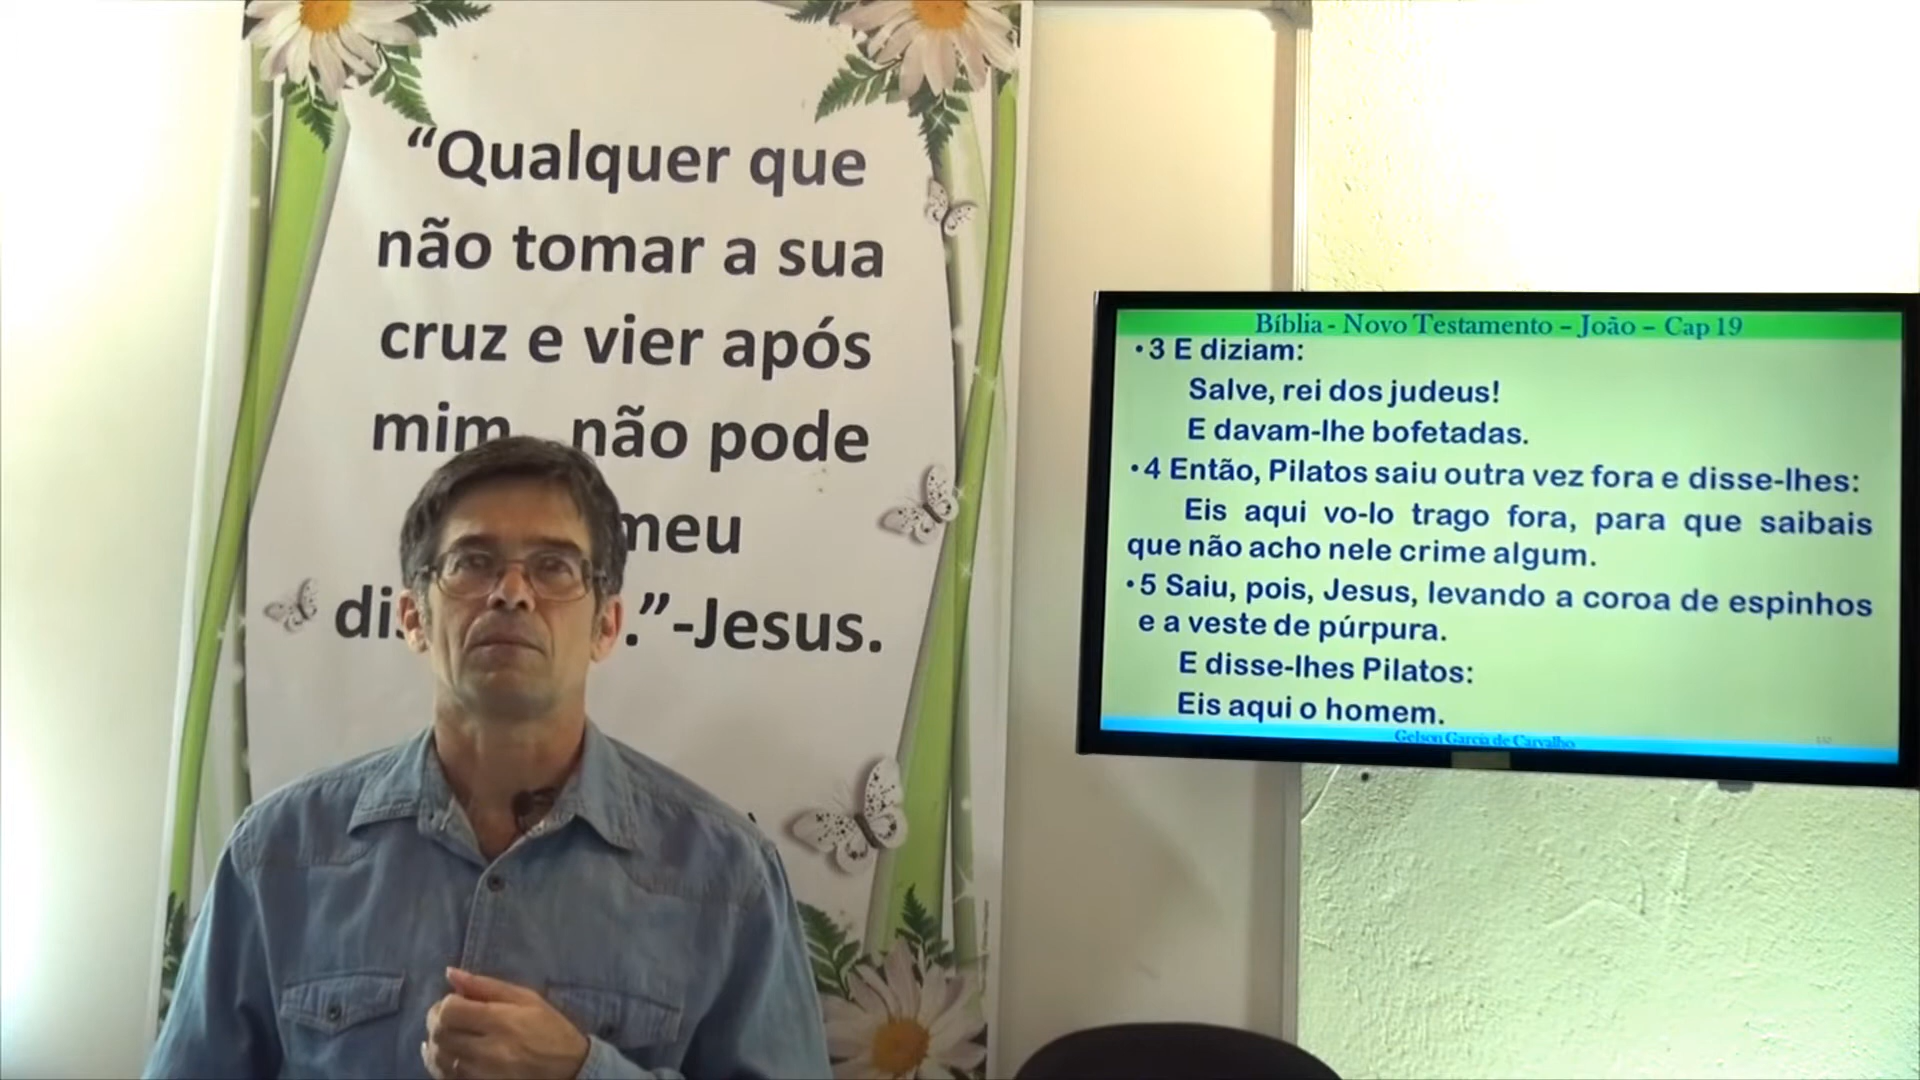 “Qualquer que
não tomar a sua
cruz e vier após
mim não pode
meu
.”-Jesus.
Bíblia - Novo Testamento – João – Cap 19
•3 E diziam:
Salve, rei dos judeus!
E davam-lhe bofetadas.
•4 Então, Pilatos saiu outra vez fora e disse-lhes:
Eis aqui vo-lo trago fora, para que saibais
que não acho nele crime algum.
•5 Saiu, pois, Jesus, levando a coroa de espinhos
e a veste de púrpura.
E disse-lhes Pilatos:
Eis aqui o homem.
Gelson Garcia de Carvalho